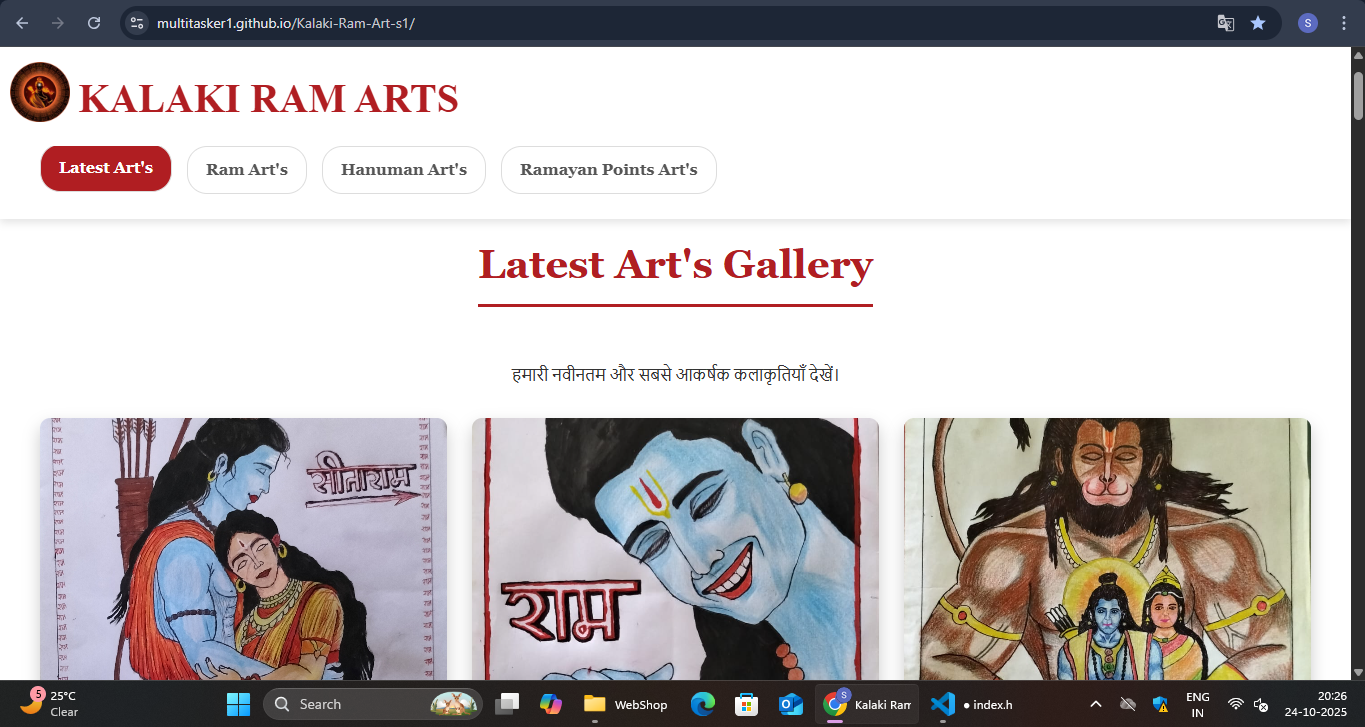 multitasker1.github.io/Kalaki-Ram-Art-s1/
S
KALAKI RAM ARTS
Latest Art's
Ram Art's
Hanuman Art's
Ramayan Points Art's
Latest Art's Gallery
हमारी नवीनतम और सबसे आकर्षक कलाकृतियाँ देखें।
सीताराम
राम
5
25°C
Clear
Search
WebShop
S
Kalaki Ram
● index.h
ENG
IN
20:26
24-10-2025